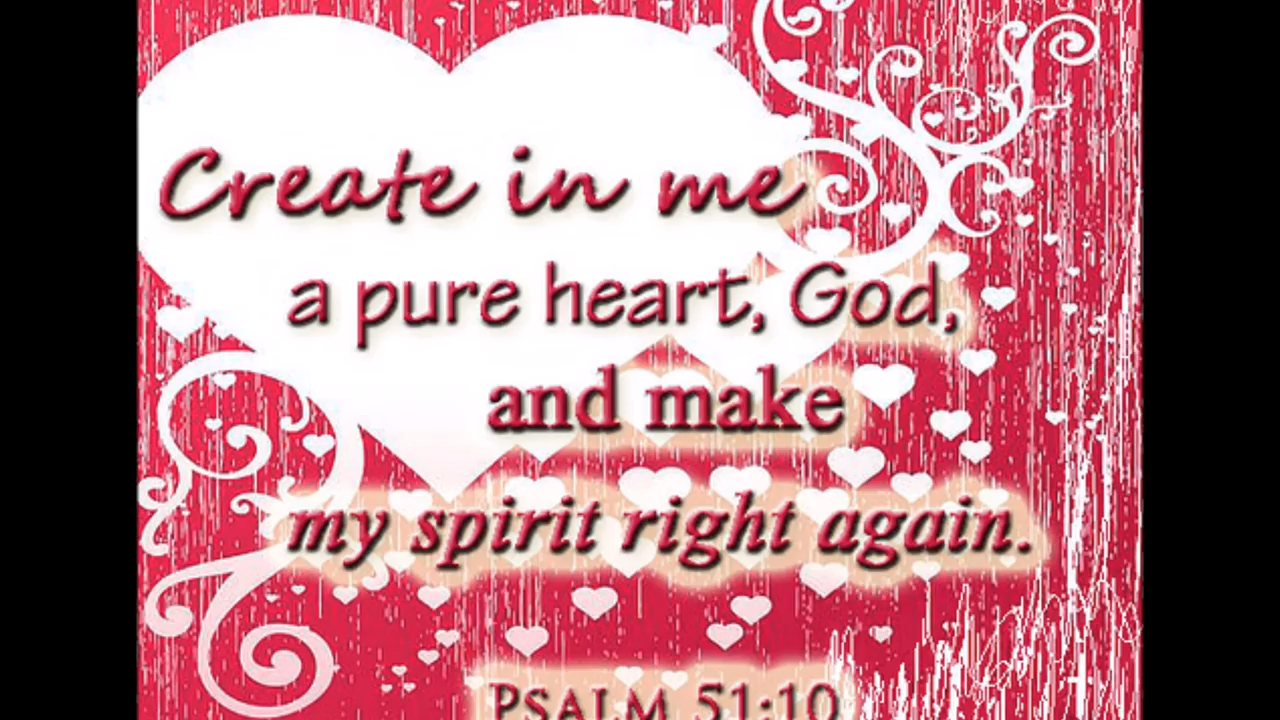 Create in me
a pure heart, God,
and make
my spirit right again.
PSALM 51:10